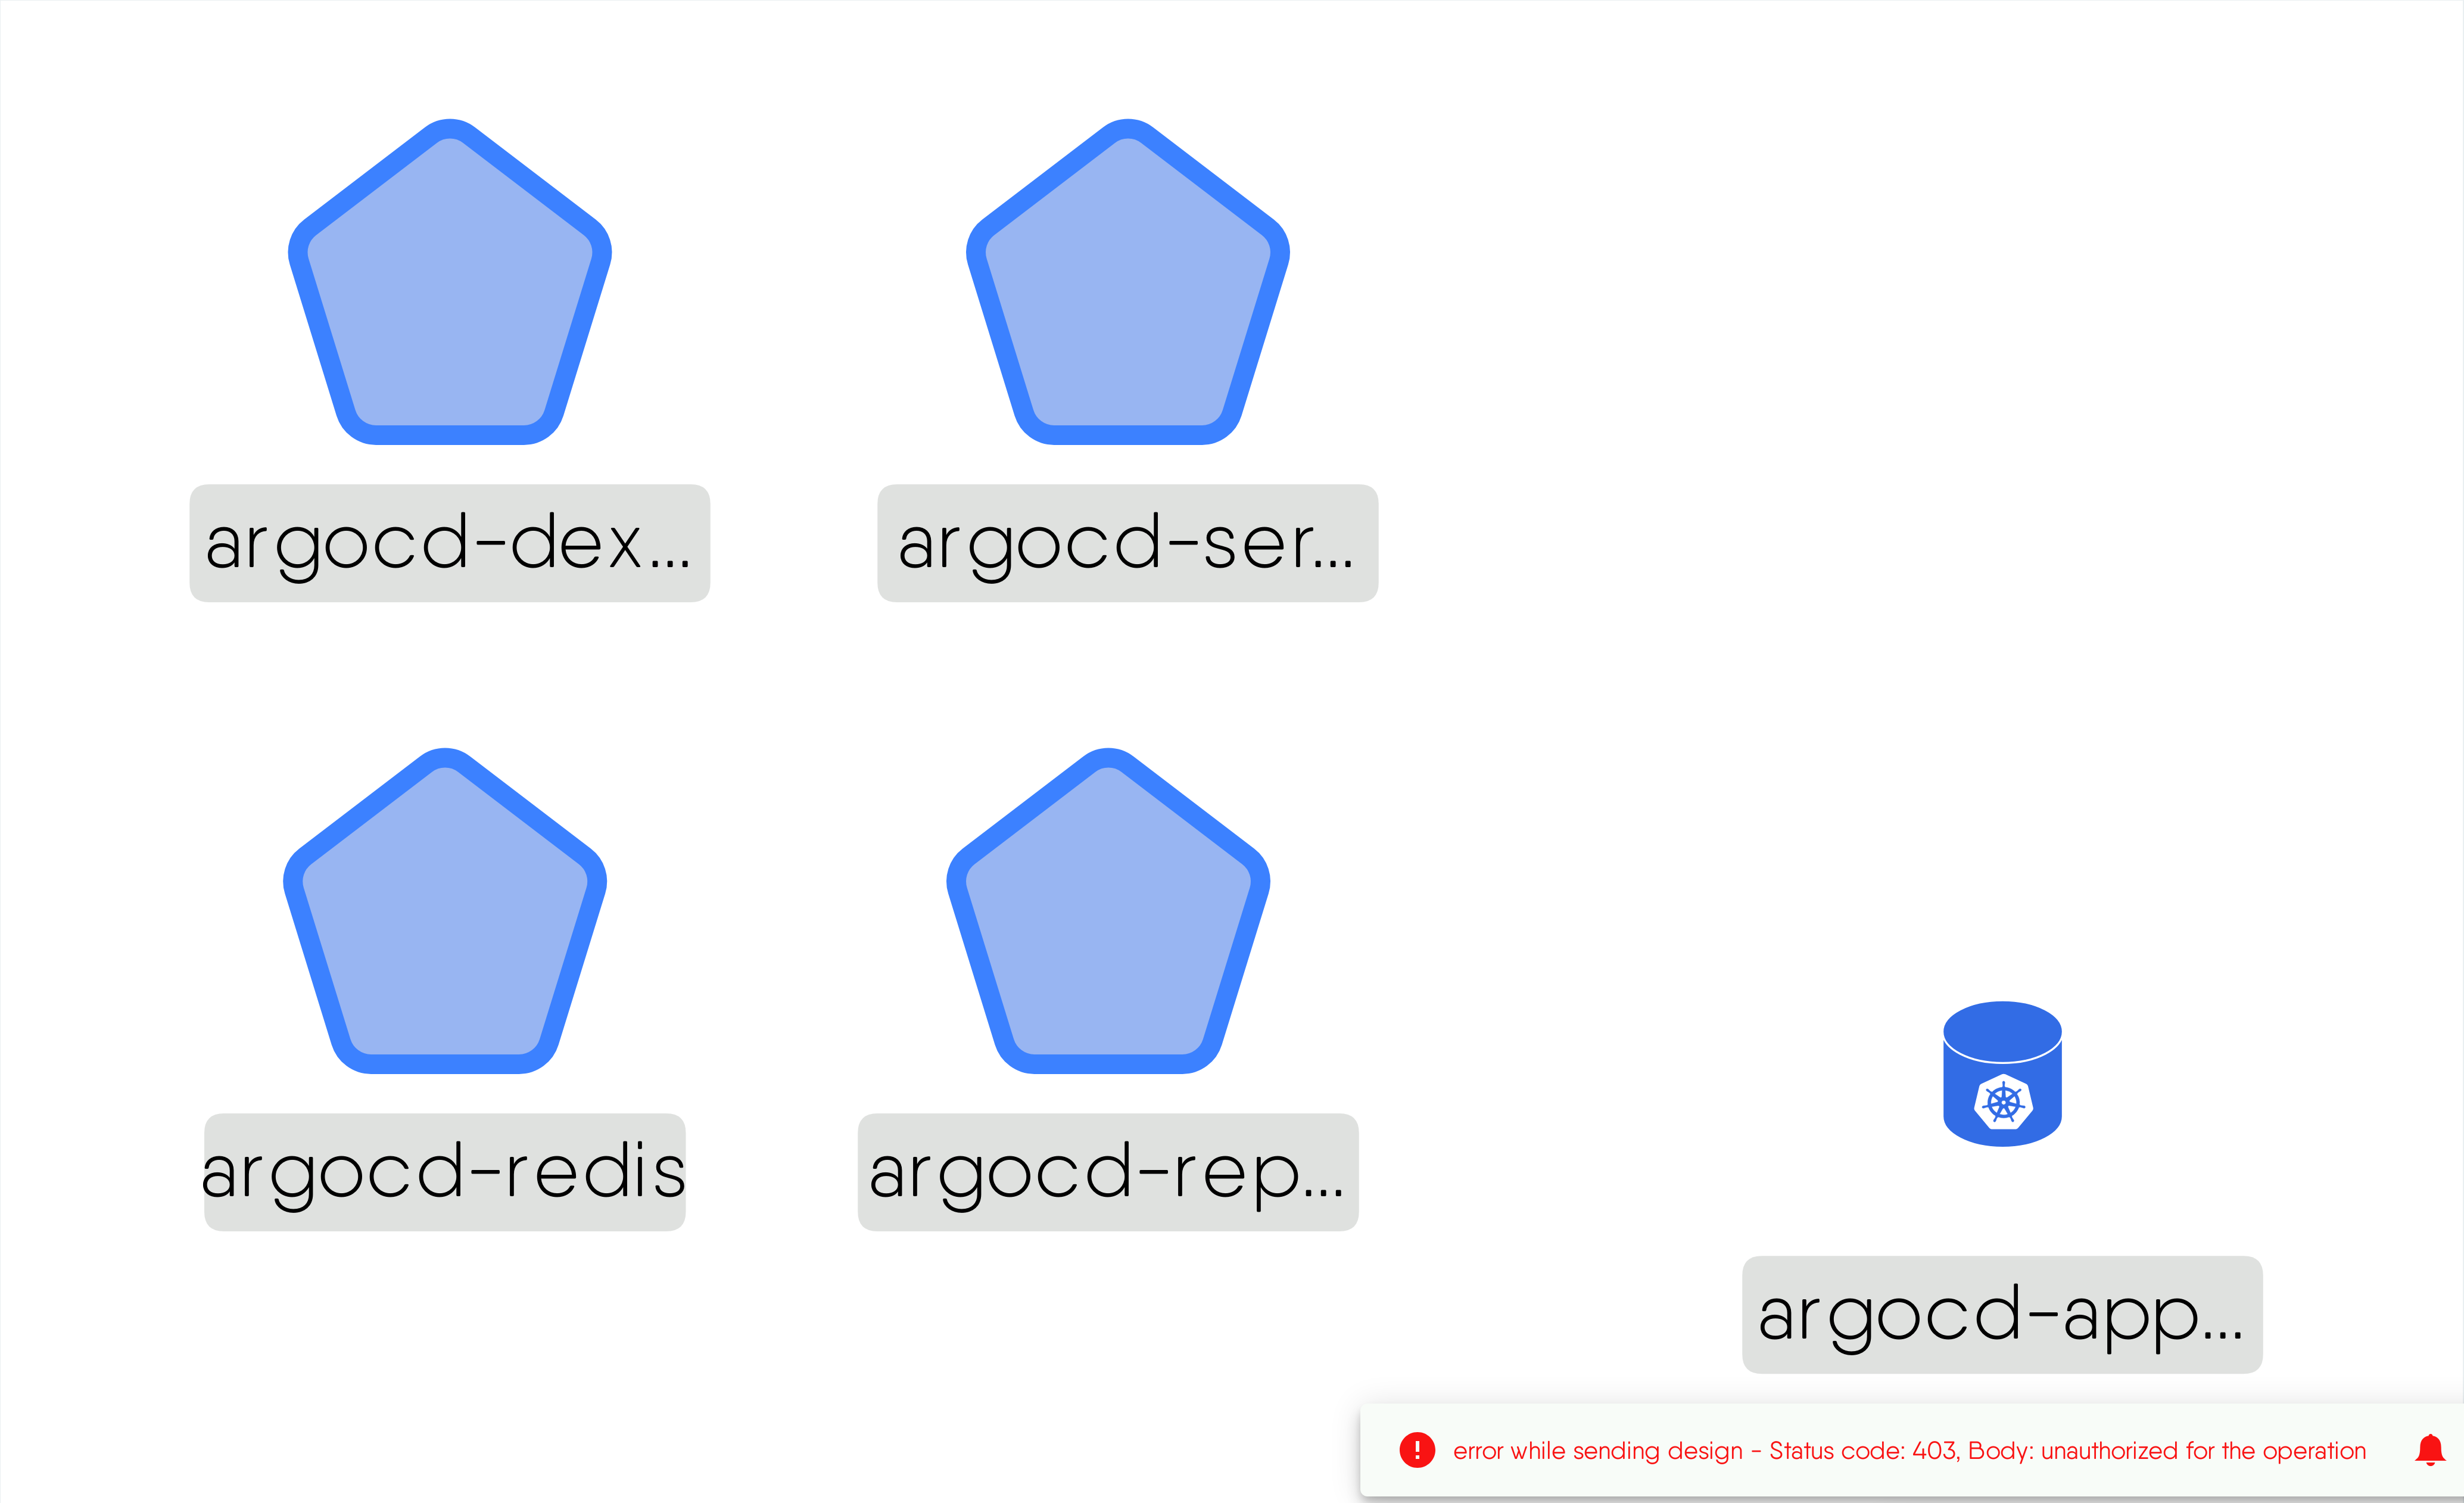 argocd-dex...
argocd-ser...
argocd-redis
argocd-rep...
argocd-app...
error while sending design - Status code: 403, Body: unauthorized for the operation